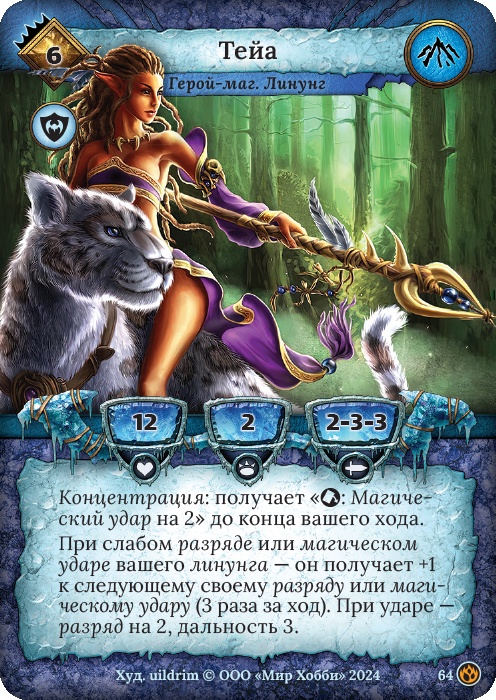 6
Тейа
Герой-маг. Линунг
12
2
2-3-3
Концентрация: получает «: Магиче-
ский удар на 2» до конца вашего хода.
При слабом разряде или магическом
ударе вашего линунга — он получает +1
к следующему своему разряду или маги-
ческому удару (3 раза за ход). При ударе —
разряд на 2, дальность 3.
Худ. uildrim © ООО «Мир Хобби» 2024
64